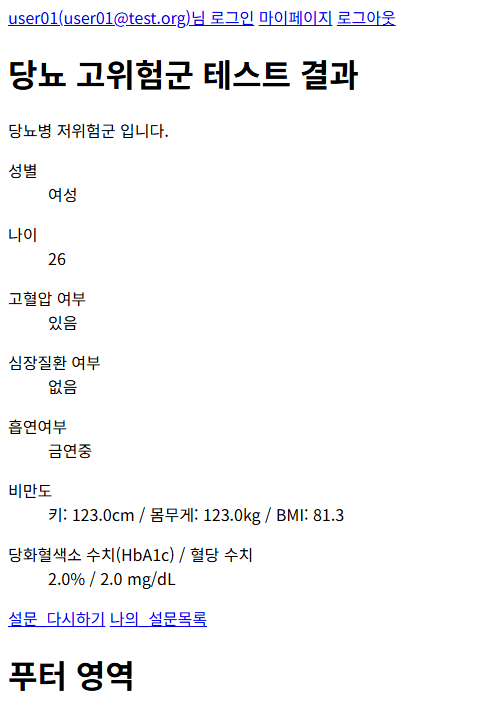 user01(user01@test.org)님 로그인 마이페이지 로그아웃
당뇨 고위험군 테스트 결과
당뇨병 저위험군 입니다.
성별
여성
나이
26
고혈압 여부
있음
심장질환 여부
없음
흡연여부
금연중
비만도
키: 123.0cm / 몸무게: 123.0kg / BMI: 81.3
당화혈색소 수치(HbA1c) / 혈당 수치
2.0% / 2.0 mg/dL
설문_다시하기 나의_설문목록
푸터 영역